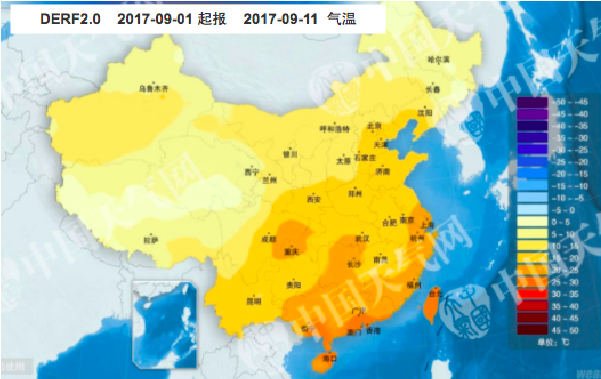 DERF2.0 2017-09-01 起报 2017-09-11 气温
哈尔滨
乌鲁木齐
长春
沈阳
呼和浩特
北京
天津
银川
太原
石家庄
济南
西宁
兰州
西安
郑州
拉萨
成都
重庆
武汉
合肥
南京
上海
杭州
长沙
南昌
贵阳
福州
台北
昆明
广州
澳门
香港
海口
-50 ~ -45
-45 ~ -40
-40 ~ -35
-35 ~ -30
-30 ~ -25
-25 ~ -20
-20 ~ -15
-15 ~ -10
-10 ~ -5
-5 ~ 0
0 ~ 5
5 ~ 10
10 ~ 15
15 ~ 20
20 ~ 25
25 ~ 30
30 ~ 35
35 ~ 40
40 ~ 45
45 ~ 50
单位: ℃
中国天气网
中国天气网
中国天气网